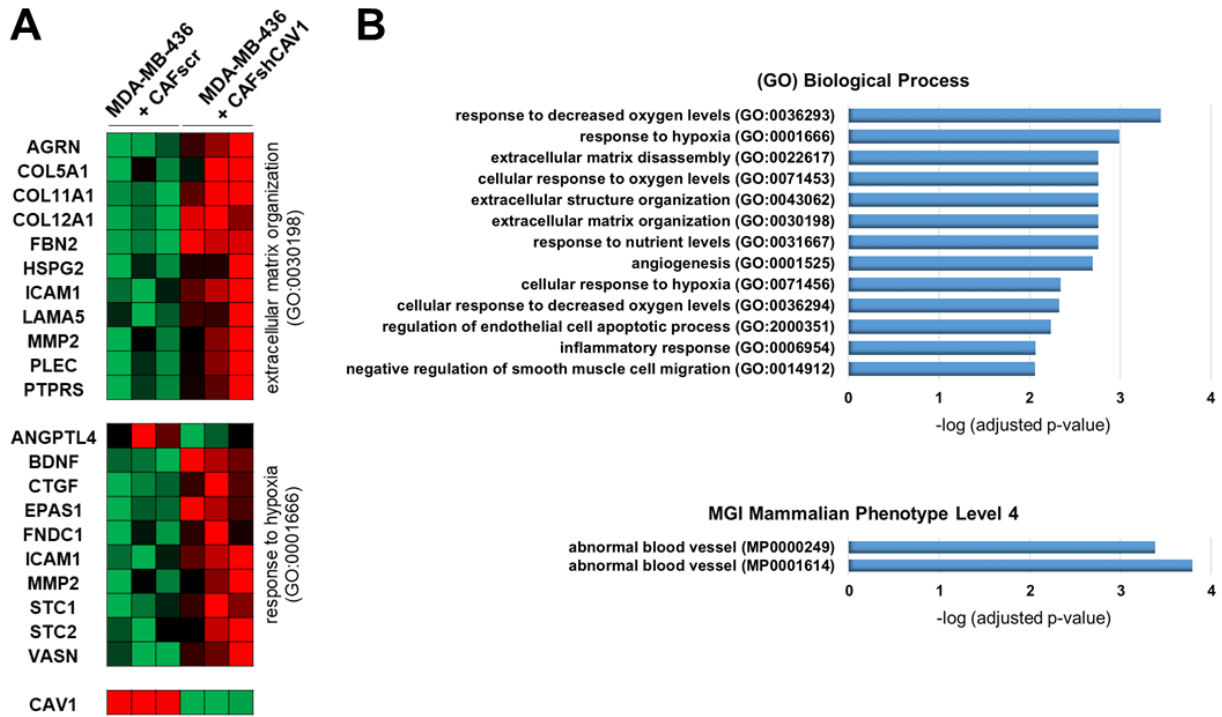 A
MDA-MB-436
+ CAFscr
MDA-MB-436
+ CAFshCAV1
AGRN
COL5A1
COL11A1
COL12A1
FBN2
HSPG2
ICAM1
LAMA5
MMP2
PLEC
PTPRS
extracellular matrix organization
(GO:0030198)
ANGPTL4
BDNF
CTGF
EPAS1
FNDC1
ICAM1
MMP2
STC1
STC2
VASN
response to hypoxia
(GO:0001666)
CAV1
B
(GO) Biological Process
response to decreased oxygen levels (GO:0036293)
response to hypoxia (GO:0001666)
extracellular matrix disassembly (GO:0022617)
cellular response to oxygen levels (GO:0071453)
extracellular structure organization (GO:0043062)
extracellular matrix organization (GO:0030198)
response to nutrient levels (GO:0031667)
angiogenesis (GO:0001525)
cellular response to hypoxia (GO:0071456)
cellular response to decreased oxygen levels (GO:0036294)
regulation of endothelial cell apoptotic process (GO:2000351)
inflammatory response (GO:0006954)
negative regulation of smooth muscle cell migration (GO:0014912)
0 1 2 3 4
-log (adjusted p-value)
MGI Mammalian Phenotype Level 4
abnormal blood vessel (MP0000249)
abnormal blood vessel (MP0001614)
0 1 2 3 4
-log (adjusted p-value)